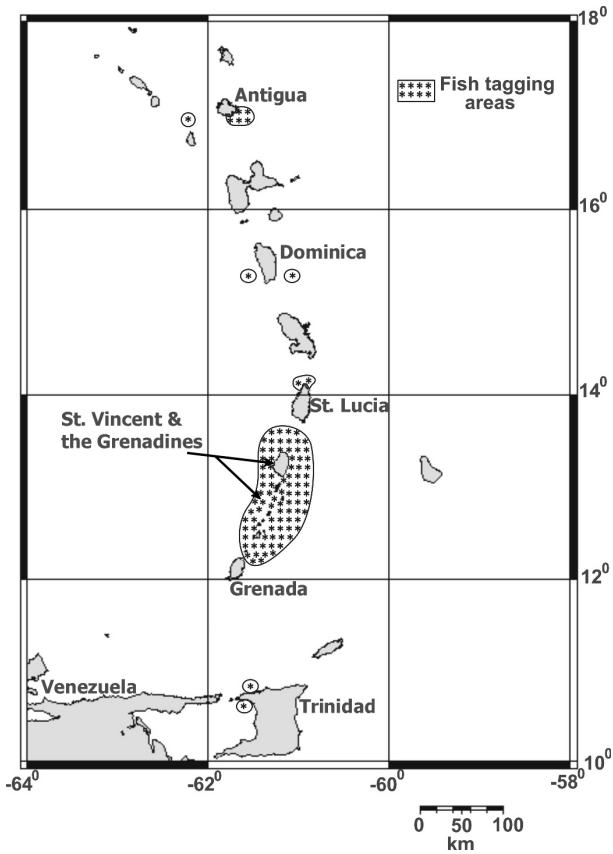 18⁰
Antigua
Fish tagging
areas
16⁰
Dominica
14⁰
St. Lucia
St. Vincent &
the Grenadines
12⁰
Grenada
Venezuela
Trinidad
10⁰
-64⁰ -62⁰ -60⁰ -58⁰
0 50 100
km